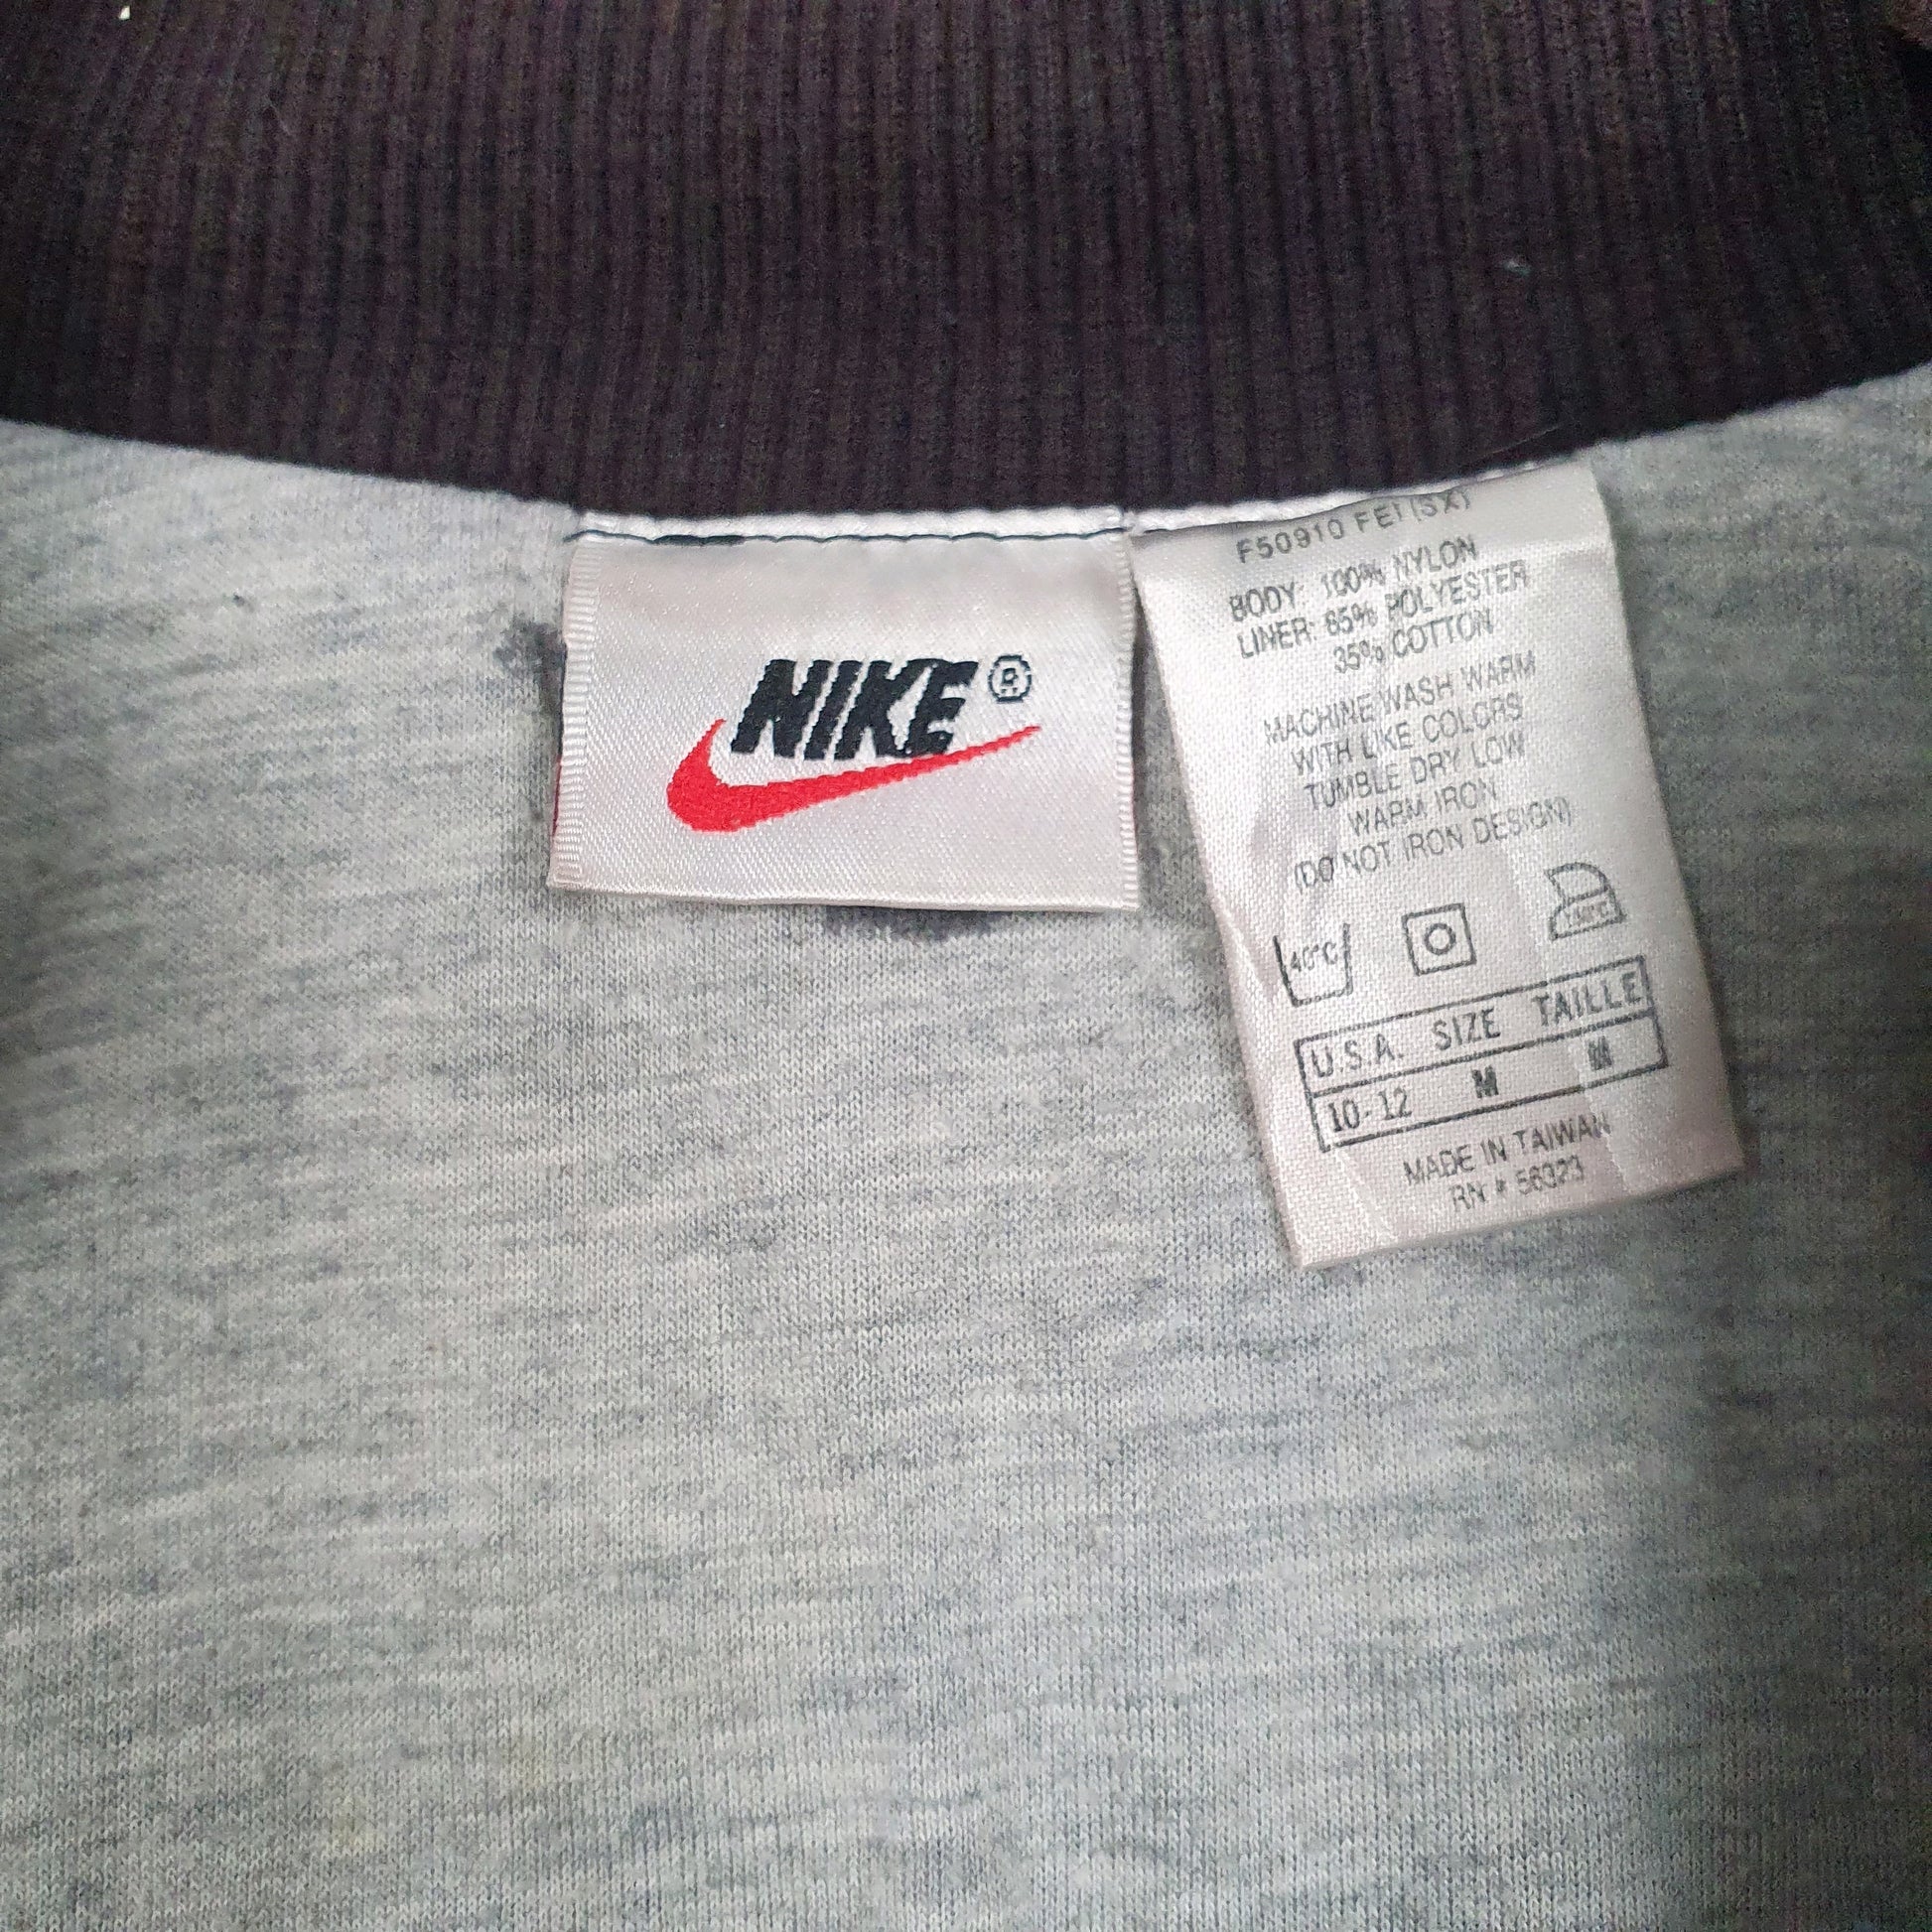 NIKE®
F50910 FEI (SX)
BODY: 100% NYLON
LINER: 65% POLYESTER
35% COTTON
MACHINE WASH WARM
WITH LIKE COLORS
TUMBLE DRY LOW
WARM IRON
(DO NOT IRON DESIGN)
40°C
U.S.A. SIZE TAILLE
10-12 M M
MADE IN TAIWAN
RN # 56323